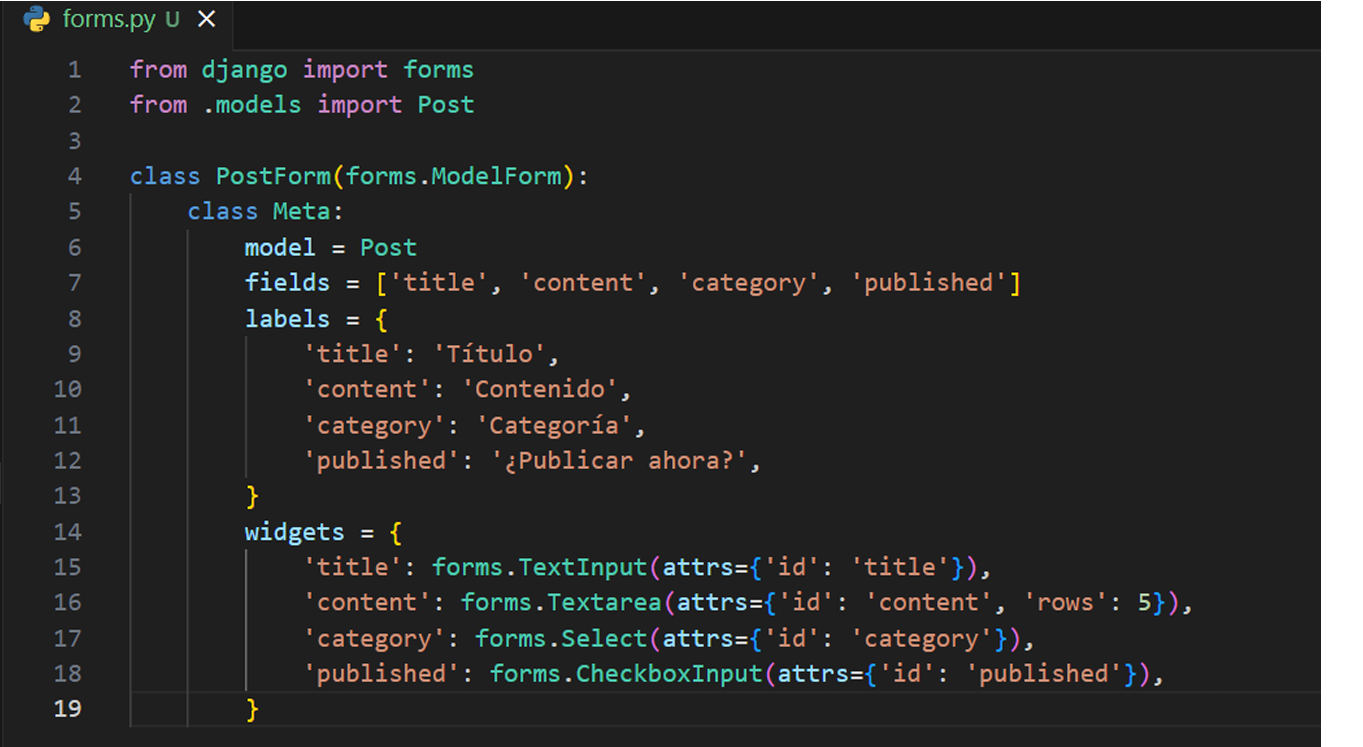 forms.py U ×
1 from django import forms
2 from .models import Post
3
4 class PostForm(forms.ModelForm):
5     class Meta:
6         model = Post
7         fields = ['title', 'content', 'category', 'published']
8         labels = {
9             'title': 'Título',
10             'content': 'Contenido',
11             'category': 'Categoría',
12             'published': '¿Publicar ahora?',
13         }
14         widgets = {
15             'title': forms.TextInput(attrs={'id': 'title'}),
16             'content': forms.Textarea(attrs={'id': 'content', 'rows': 5}),
17             'category': forms.Select(attrs={'id': 'category'}),
18             'published': forms.CheckboxInput(attrs={'id': 'published'}),
19         }